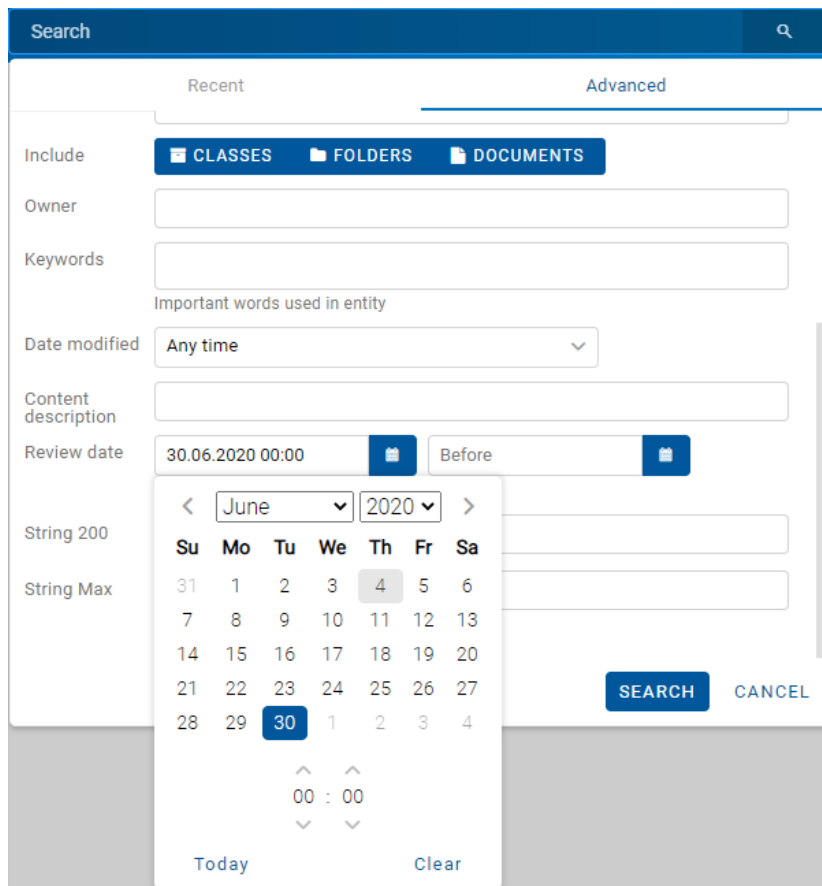 Search
Recent Advanced
Include CLASSES FOLDERS DOCUMENTS
Owner
Keywords
Important words used in entity
Date modified Any time
Content
description
Review date 30.06.2020 00:00 Before
June 2020
String 200
Su Mo Tu We Th Fr Sa
31 1 2 3 4 5 6
String Max
7 8 9 10 11 12 13
14 15 16 17 18 19 20
21 22 23 24 25 26 27
SEARCH CANCEL
28 29 30 1 2 3 4
00 : 00
Today Clear